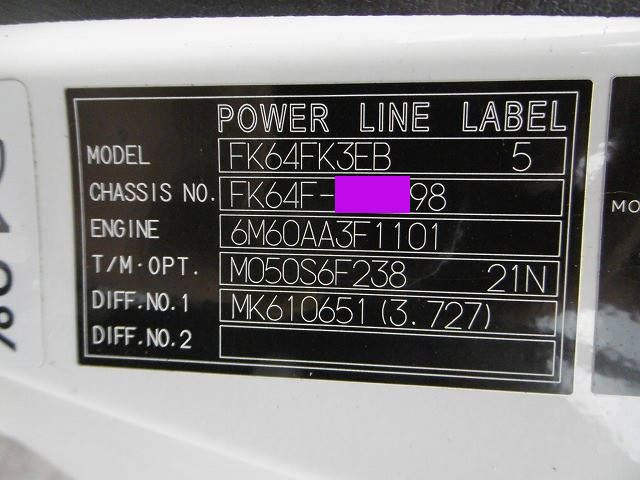 POWER LINE LABEL
MODEL FK64FK3EB 5
CHASSIS NO. FK64F- 98
ENGINE 6M60AA3F1101
T/M·OPT. M050S6F238 21N
DIFF.NO.1 MK610651 (3.727)
DIFF.NO.2
MO